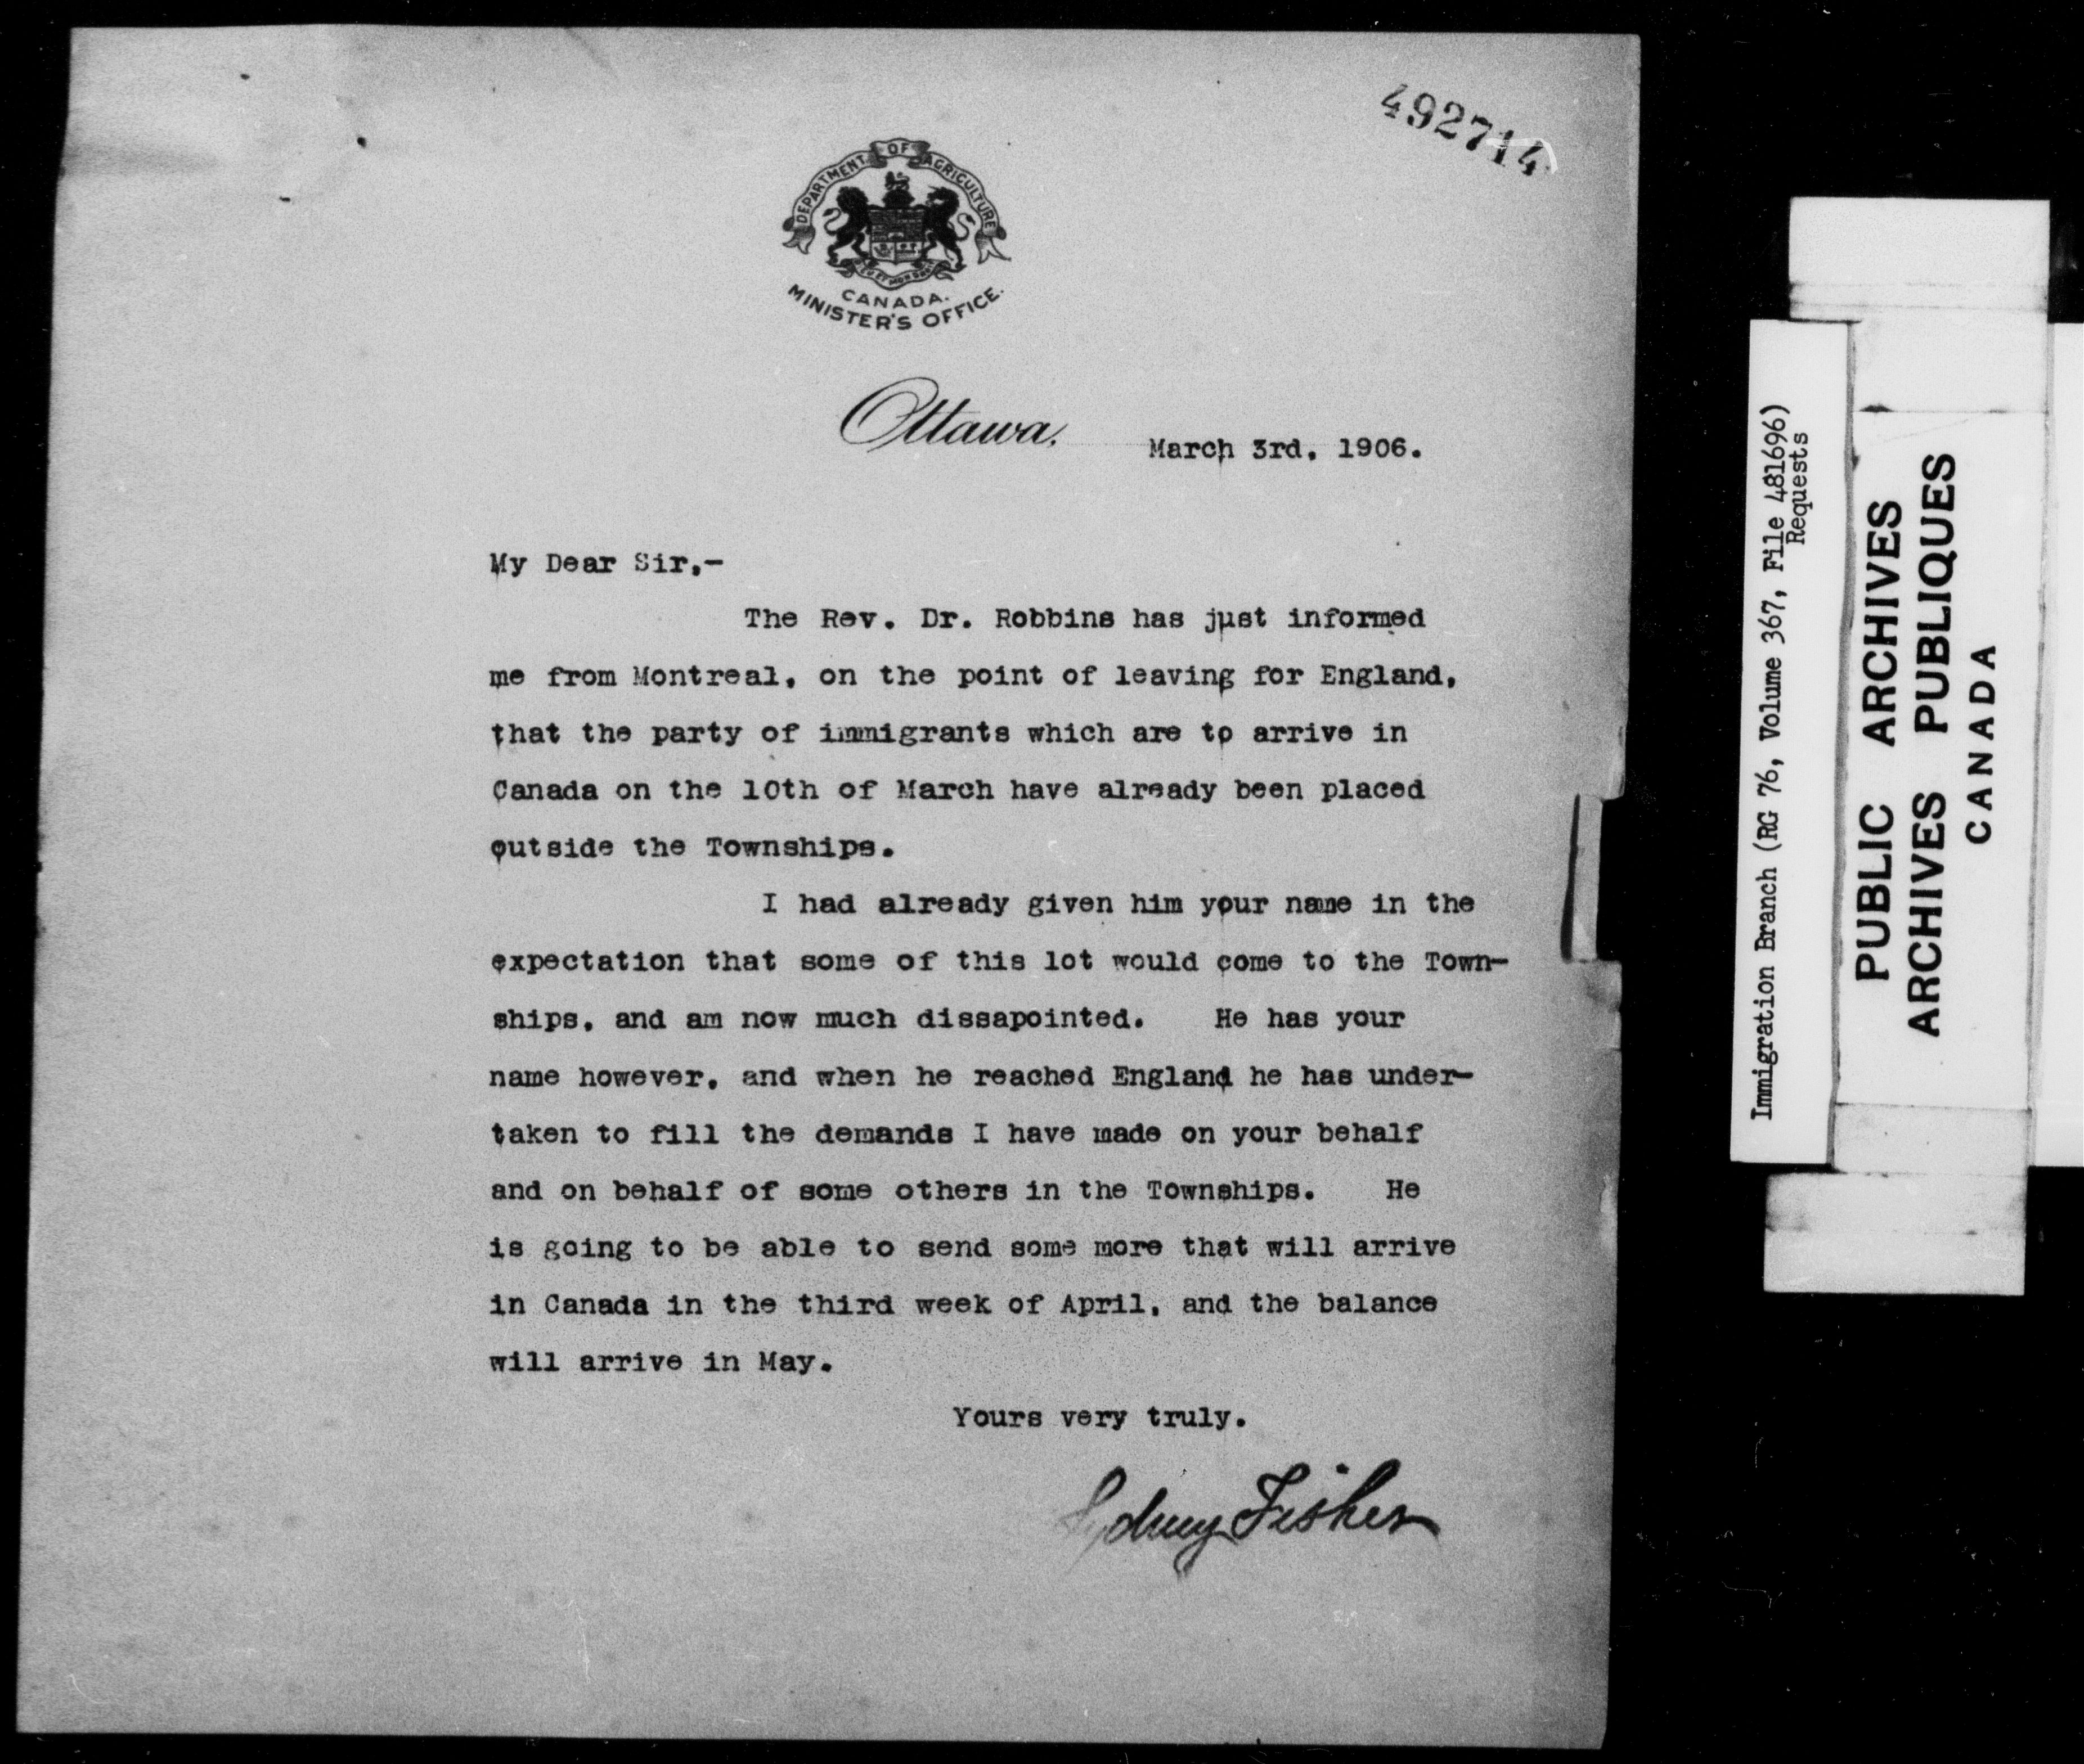 492714
DEPARTMENT OF AGRICULTURE
CANADA.
MINISTER'S OFFICE.
Ottawa, March 3rd, 1906.
My Dear Sir,-
The Rev. Dr. Robbins has just informed
me from Montreal, on the point of leaving for England,
that the party of immigrants which are to arrive in
Canada on the 10th of March have already been placed
outside the Townships.
I had already given him your name in the
expectation that some of this lot would come to the Town-
ships, and am now much dissapointed. He has your
name however, and when he reached England he has under-
taken to fill the demands I have made on your behalf
and on behalf of some others in the Townships. He
is going to be able to send some more that will arrive
in Canada in the third week of April, and the balance
will arrive in May.
Yours very truly.
Sydney Fisher
Immigration Branch (RG 76, Volume 367, File 481696)
Requests
PUBLIC ARCHIVES
ARCHIVES PUBLIQUES
CANADA